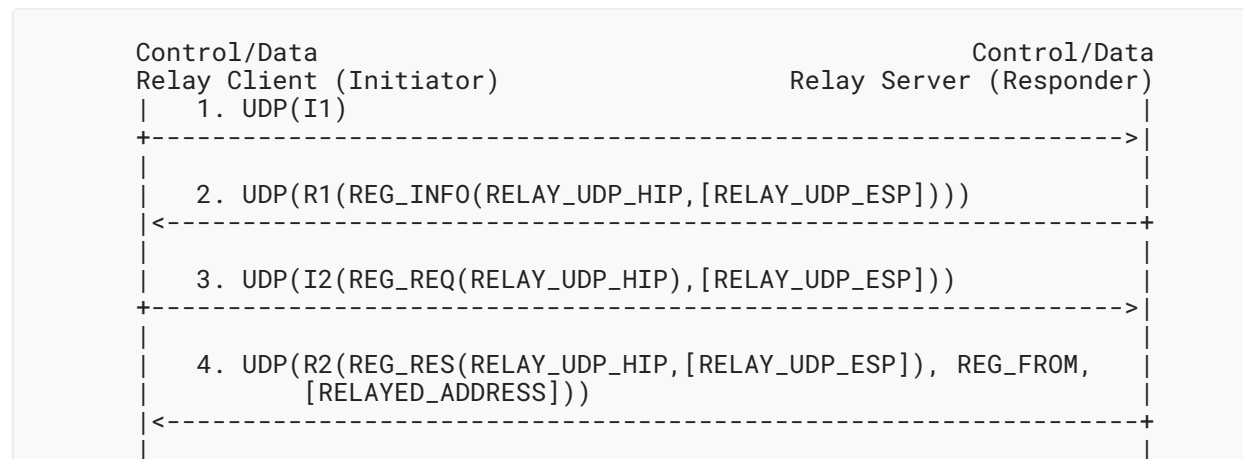 Control/Data                                          Control/Data
Relay Client (Initiator)                   Relay Server (Responder)
|   1. UDP(I1)                                                    |
+---------------------------------------------------------------->|
|                                                                 |
|   2. UDP(R1(REG_INFO(RELAY_UDP_HIP,[RELAY_UDP_ESP])))           |
|<----------------------------------------------------------------+
|                                                                 |
|   3. UDP(I2(REG_REQ(RELAY_UDP_HIP),[RELAY_UDP_ESP]))            |
+---------------------------------------------------------------->|
|                                                                 |
|   4. UDP(R2(REG_RES(RELAY_UDP_HIP,[RELAY_UDP_ESP]), REG_FROM,   |
|          [RELAYED_ADDRESS]))                                    |
|<----------------------------------------------------------------+
|                                                                 |